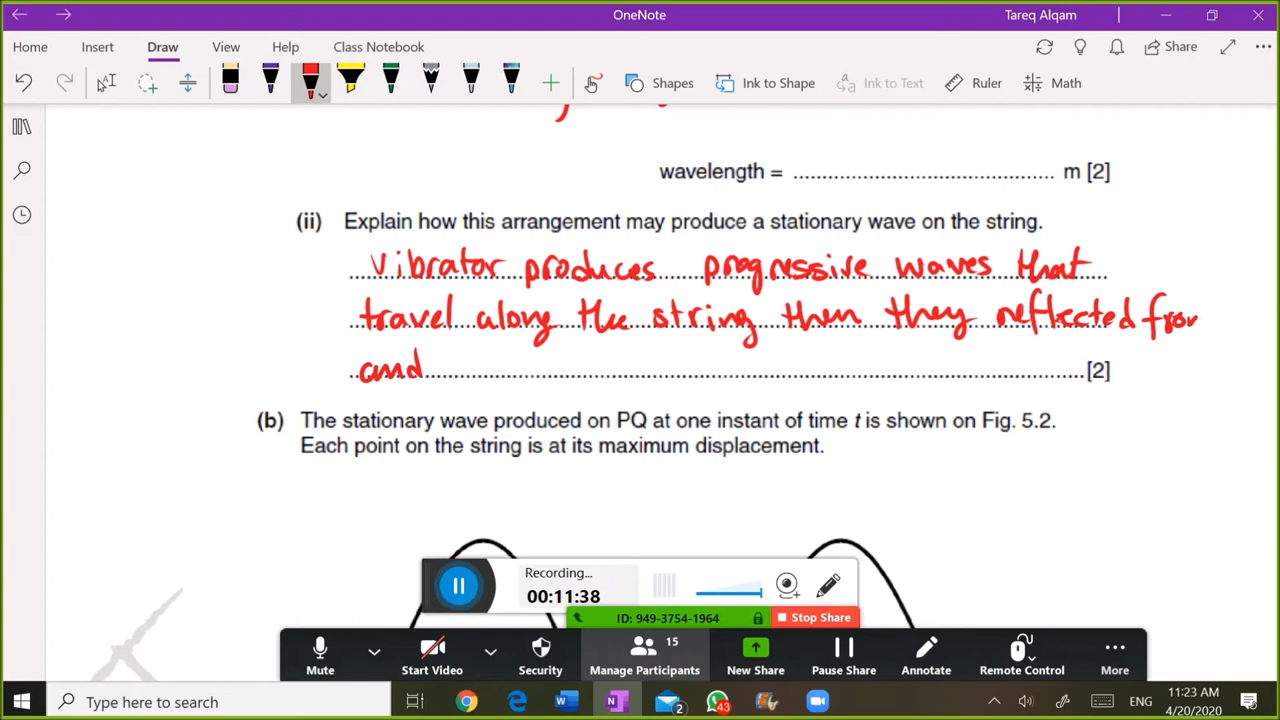 OneNote
Tareq Alqam
Home Insert Draw View Help Class Notebook
Share
Shapes
Ink to Shape
Ink to Text
Ruler
Math
wavelength = ............................................ m [2]
(ii) Explain how this arrangement may produce a stationary wave on the string.
vibrator produces progressive waves that
travel along the string then they reflected from
and
[2]
(b) The stationary wave produced on PQ at one instant of time t is shown on Fig. 5.2.
Each point on the string is at its maximum displacement.
Recording...
00:11:38
ID: 949-3754-1964
Stop Share
15
Mute
Start Video
Security
Manage Participants
New Share
Pause Share
Annotate
Remote Control
More
Type here to search
2
43
ENG
11:23 AM
4/20/2020